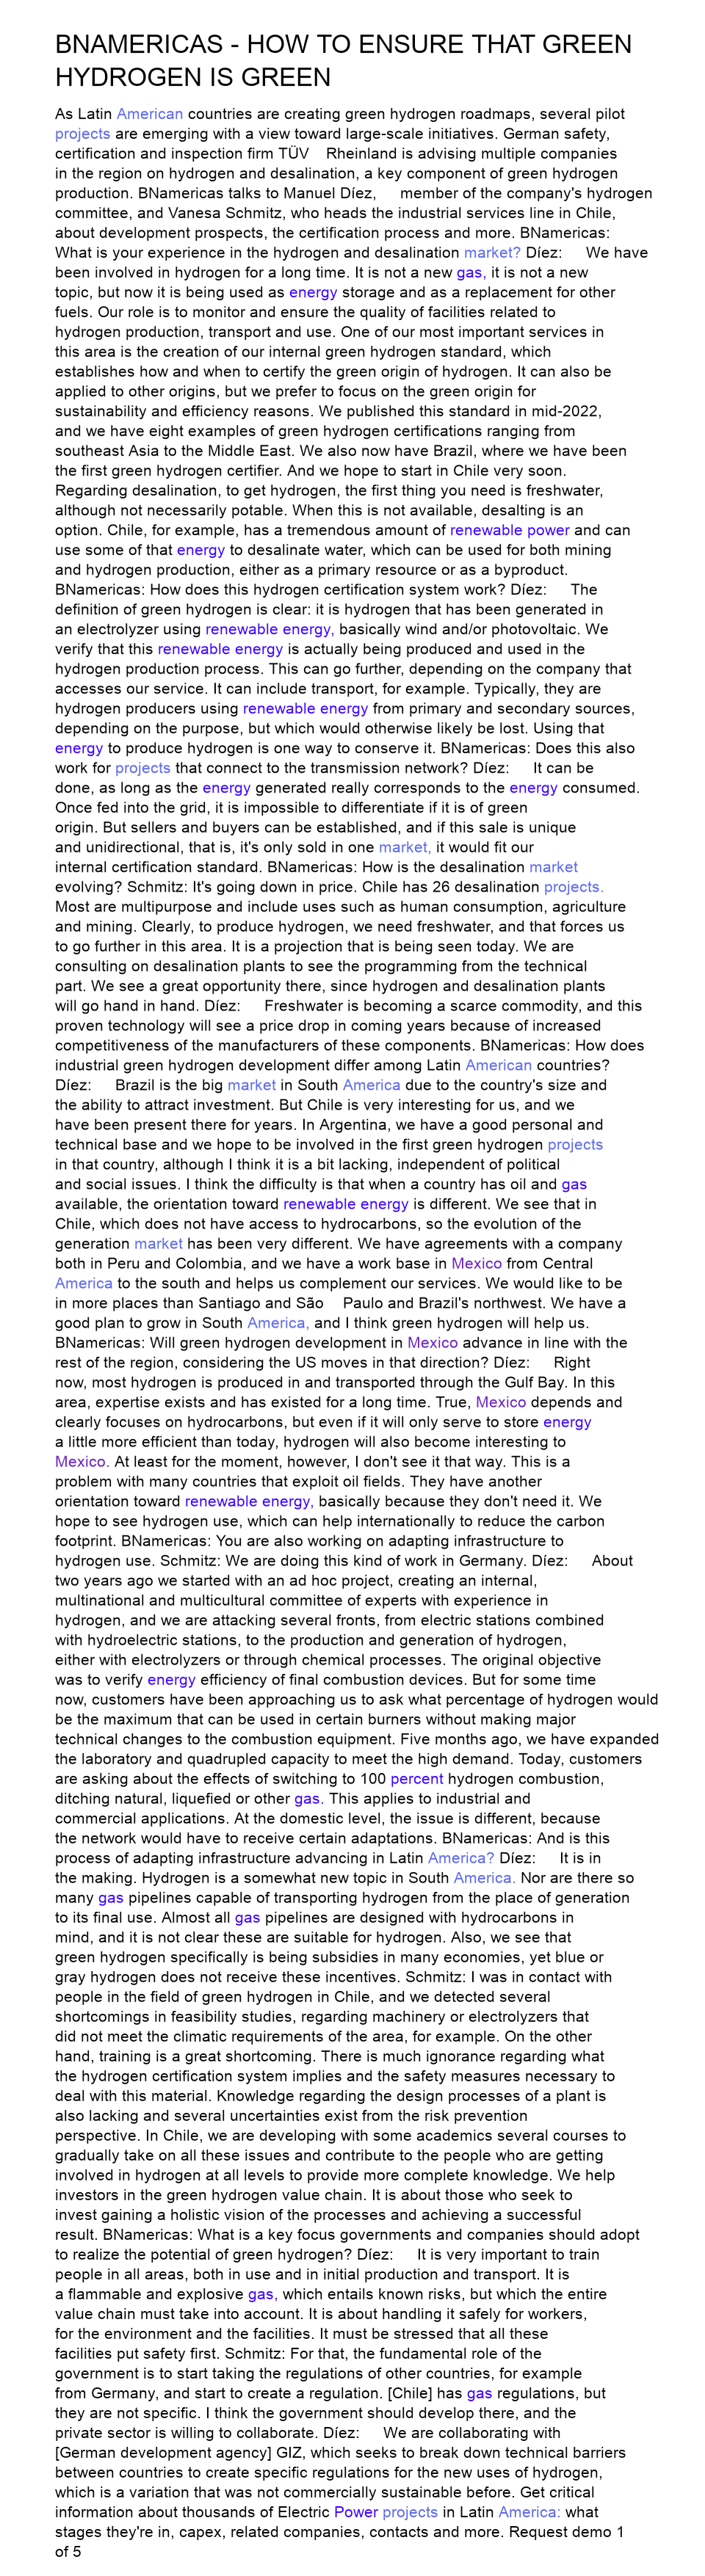 BNAMERICAS - HOW TO ENSURE THAT GREEN
HYDROGEN IS GREEN
As Latin American countries are creating green hydrogen roadmaps, several pilot
projects are emerging with a view toward large-scale initiatives. German safety,
certification and inspection firm TÜV Rheinland is advising multiple companies
in the region on hydrogen and desalination, a key component of green hydrogen
production. BNamericas talks to Manuel Díez, member of the company's hydrogen
committee, and Vanesa Schmitz, who heads the industrial services line in Chile,
about development prospects, the certification process and more. BNamericas:
What is your experience in the hydrogen and desalination market? Díez: We have
been involved in hydrogen for a long time. It is not a new gas, it is not a new
topic, but now it is being used as energy storage and as a replacement for other
fuels. Our role is to monitor and ensure the quality of facilities related to
hydrogen production, transport and use. One of our most important services in
this area is the creation of our internal green hydrogen standard, which
establishes how and when to certify the green origin of hydrogen. It can also be
applied to other origins, but we prefer to focus on the green origin for
sustainability and efficiency reasons. We published this standard in mid-2022,
and we have eight examples of green hydrogen certifications ranging from
southeast Asia to the Middle East. We also now have Brazil, where we have been
the first green hydrogen certifier. And we hope to start in Chile very soon.
Regarding desalination, to get hydrogen, the first thing you need is freshwater,
although not necessarily potable. When this is not available, desalting is an
option. Chile, for example, has a tremendous amount of renewable power and can
use some of that energy to desalinate water, which can be used for both mining
and hydrogen production, either as a primary resource or as a byproduct.
BNamericas: How does this hydrogen certification system work? Díez: The
definition of green hydrogen is clear: it is hydrogen that has been generated in
an electrolyzer using renewable energy, basically wind and/or photovoltaic. We
verify that this renewable energy is actually being produced and used in the
hydrogen production process. This can go further, depending on the company that
accesses our service. It can include transport, for example. Typically, they are
hydrogen producers using renewable energy from primary and secondary sources,
depending on the purpose, but which would otherwise likely be lost. Using that
energy to produce hydrogen is one way to conserve it. BNamericas: Does this also
work for projects that connect to the transmission network? Díez: It can be
done, as long as the energy generated really corresponds to the energy consumed.
Once fed into the grid, it is impossible to differentiate if it is of green
origin. But sellers and buyers can be established, and if this sale is unique
and unidirectional, that is, it's only sold in one market, it would fit our
internal certification standard. BNamericas: How is the desalination market
evolving? Schmitz: It's going down in price. Chile has 26 desalination projects.
Most are multipurpose and include uses such as human consumption, agriculture
and mining. Clearly, to produce hydrogen, we need freshwater, and that forces us
to go further in this area. It is a projection that is being seen today. We are
consulting on desalination plants to see the programming from the technical
part. We see a great opportunity there, since hydrogen and desalination plants
will go hand in hand. Díez: Freshwater is becoming a scarce commodity, and this
proven technology will see a price drop in coming years because of increased
competitiveness of the manufacturers of these components. BNamericas: How does
industrial green hydrogen development differ among Latin American countries?
Díez: Brazil is the big market in South America due to the country's size and
the ability to attract investment. But Chile is very interesting for us, and we
have been present there for years. In Argentina, we have a good personal and
technical base and we hope to be involved in the first green hydrogen projects
in that country, although I think it is a bit lacking, independent of political
and social issues. I think the difficulty is that when a country has oil and gas
available, the orientation toward renewable energy is different. We see that in
Chile, which does not have access to hydrocarbons, so the evolution of the
generation market has been very different. We have agreements with a company
both in Peru and Colombia, and we have a work base in Mexico from Central
America to the south and helps us complement our services. We would like to be
in more places than Santiago and São Paulo and Brazil's northwest. We have a
good plan to grow in South America, and I think green hydrogen will help us.
BNamericas: Will green hydrogen development in Mexico advance in line with the
rest of the region, considering the US moves in that direction? Díez: Right
now, most hydrogen is produced in and transported through the Gulf Bay. In this
area, expertise exists and has existed for a long time. True, Mexico depends and
clearly focuses on hydrocarbons, but even if it will only serve to store energy
a little more efficient than today, hydrogen will also become interesting to
Mexico. At least for the moment, however, I don't see it that way. This is a
problem with many countries that exploit oil fields. They have another
orientation toward renewable energy, basically because they don't need it. We
hope to see hydrogen use, which can help internationally to reduce the carbon
footprint. BNamericas: You are also working on adapting infrastructure to
hydrogen use. Schmitz: We are doing this kind of work in Germany. Díez: About
two years ago we started with an ad hoc project, creating an internal,
multinational and multicultural committee of experts with experience in
hydrogen, and we are attacking several fronts, from electric stations combined
with hydroelectric stations, to the production and generation of hydrogen,
either with electrolyzers or through chemical processes. The original objective
was to verify energy efficiency of final combustion devices. But for some time
now, customers have been approaching us to ask what percentage of hydrogen would
be the maximum that can be used in certain burners without making major
technical changes to the combustion equipment. Five months ago, we have expanded
the laboratory and quadrupled capacity to meet the high demand. Today, customers
are asking about the effects of switching to 100 percent hydrogen combustion,
ditching natural, liquefied or other gas. This applies to industrial and
commercial applications. At the domestic level, the issue is different, because
the network would have to receive certain adaptations. BNamericas: And is this
process of adapting infrastructure advancing in Latin America? Díez: It is in
the making. Hydrogen is a somewhat new topic in South America. Nor are there so
many gas pipelines capable of transporting hydrogen from the place of generation
to its final use. Almost all gas pipelines are designed with hydrocarbons in
mind, and it is not clear these are suitable for hydrogen. Also, we see that
green hydrogen specifically is being subsidies in many economies, yet blue or
gray hydrogen does not receive these incentives. Schmitz: I was in contact with
people in the field of green hydrogen in Chile, and we detected several
shortcomings in feasibility studies, regarding machinery or electrolyzers that
did not meet the climatic requirements of the area, for example. On the other
hand, training is a great shortcoming. There is much ignorance regarding what
the hydrogen certification system implies and the safety measures necessary to
deal with this material. Knowledge regarding the design processes of a plant is
also lacking and several uncertainties exist from the risk prevention
perspective. In Chile, we are developing with some academics several courses to
gradually take on all these issues and contribute to the people who are getting
involved in hydrogen at all levels to provide more complete knowledge. We help
investors in the green hydrogen value chain. It is about those who seek to
invest gaining a holistic vision of the processes and achieving a successful
result. BNamericas: What is a key focus governments and companies should adopt
to realize the potential of green hydrogen? Díez: It is very important to train
people in all areas, both in use and in initial production and transport. It is
a flammable and explosive gas, which entails known risks, but which the entire
value chain must take into account. It is about handling it safely for workers,
for the environment and the facilities. It must be stressed that all these
facilities put safety first. Schmitz: For that, the fundamental role of the
government is to start taking the regulations of other countries, for example
from Germany, and start to create a regulation. [Chile] has gas regulations, but
they are not specific. I think the government should develop there, and the
private sector is willing to collaborate. Díez: We are collaborating with
[German development agency] GIZ, which seeks to break down technical barriers
between countries to create specific regulations for the new uses of hydrogen,
which is a variation that was not commercially sustainable before. Get critical
information about thousands of Electric Power projects in Latin America: what
stages they're in, capex, related companies, contacts and more. Request demo 1
of 5